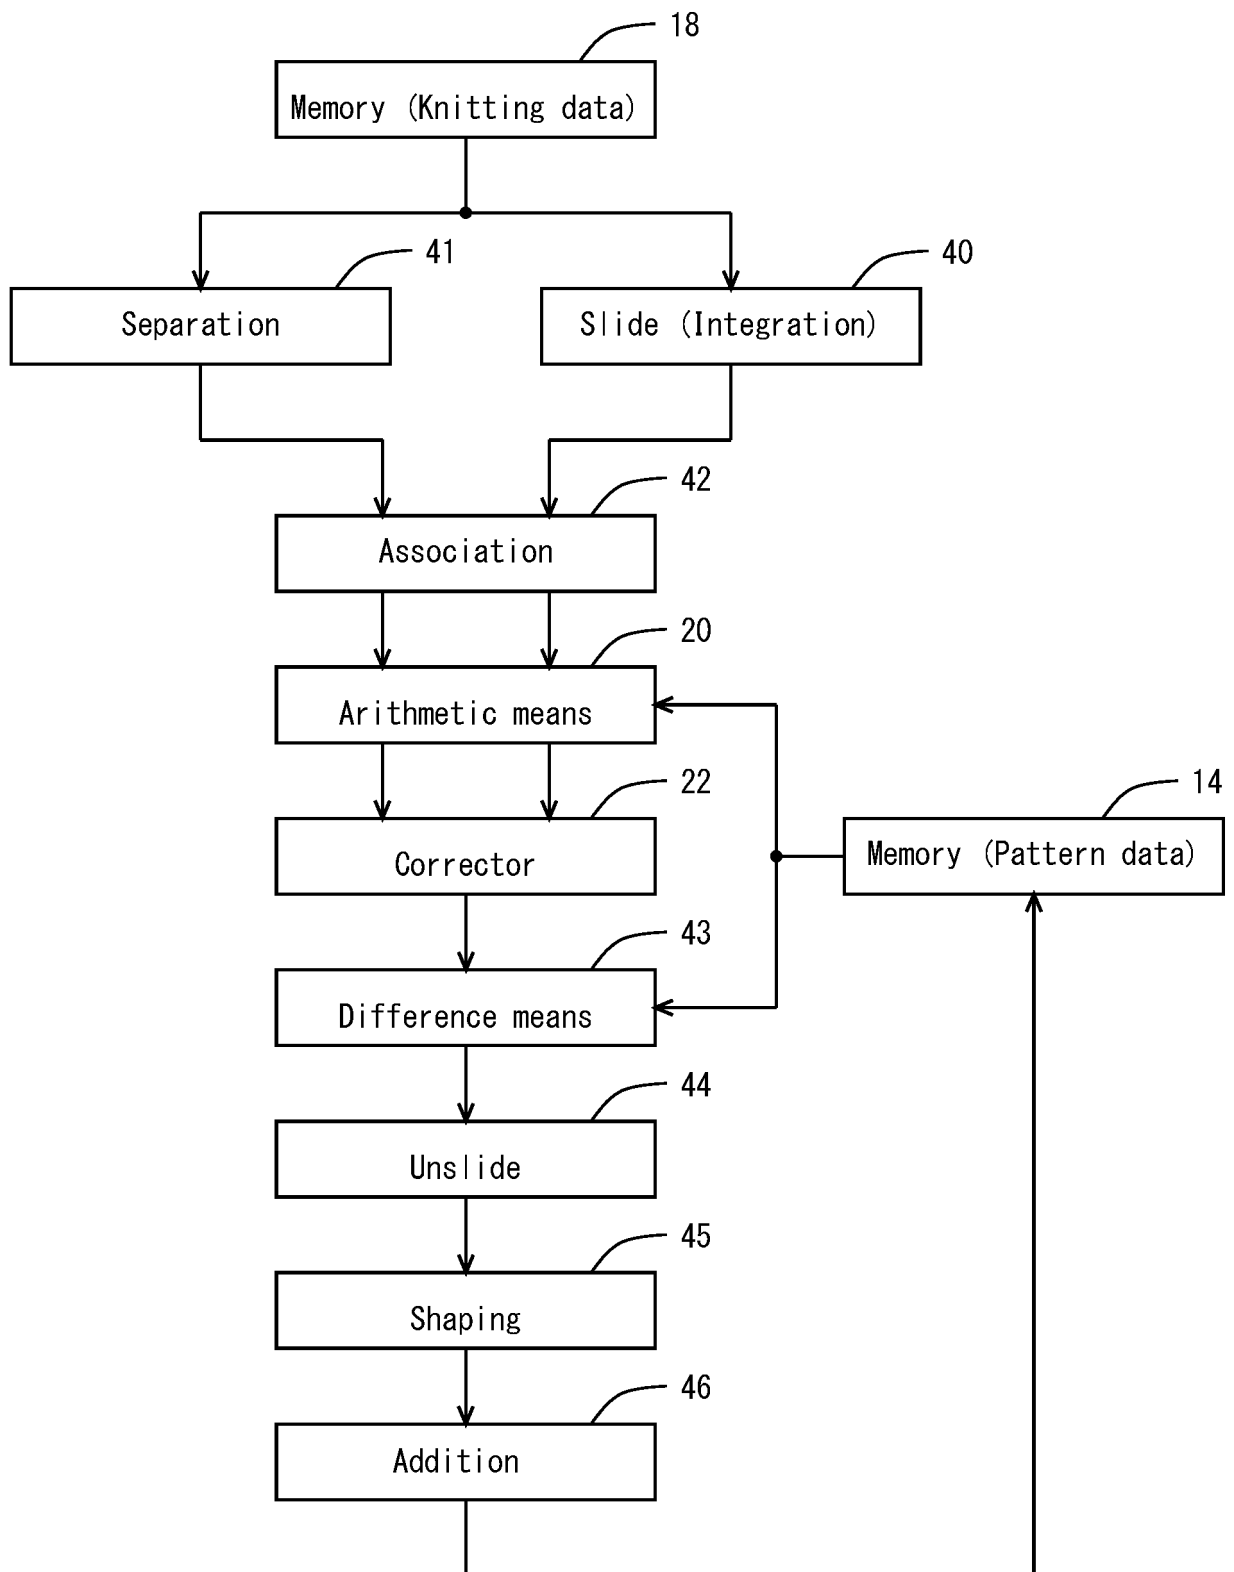 18
Memory (Knitting data)
41
40
Separation
Slide (Integration)
42
Association
20
Arithmetic means
22
14
Corrector
Memory (Pattern data)
43
Difference means
44
Unslide
45
Shaping
46
Addition